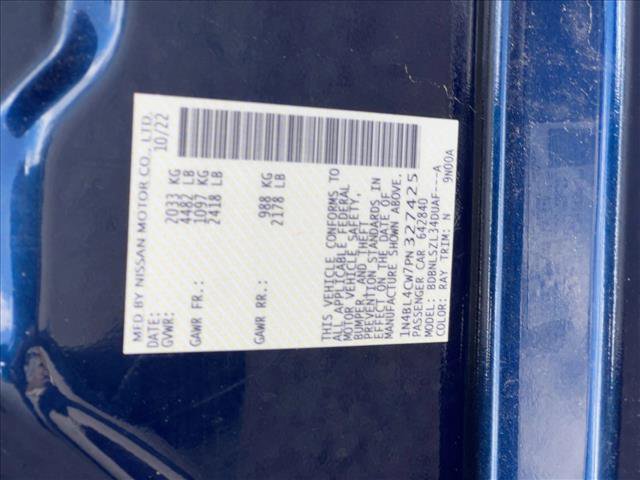 MFD BY NISSAN MOTOR CO., LTD.
DATE: 10/22
GVWR: 2033 KG
4482 LB
GAWR FR.: 1097 KG
2418 LB
GAWR RR.: 988 KG
2178 LB
THIS VEHICLE CONFORMS TO
ALL APPLICABLE FEDERAL
MOTOR VEHICLE SAFETY,
BUMPER AND THEFT
PREVENTION STANDARDS IN
EFFECT ON THE DATE OF
MANUFACTURE SHOWN ABOVE.
1N4BL4CW7PN327425
PASSENGER CAR 642840
MODEL: BDBNLSZL34DUAF---A
COLOR: RAY TRIM: N 9N00A